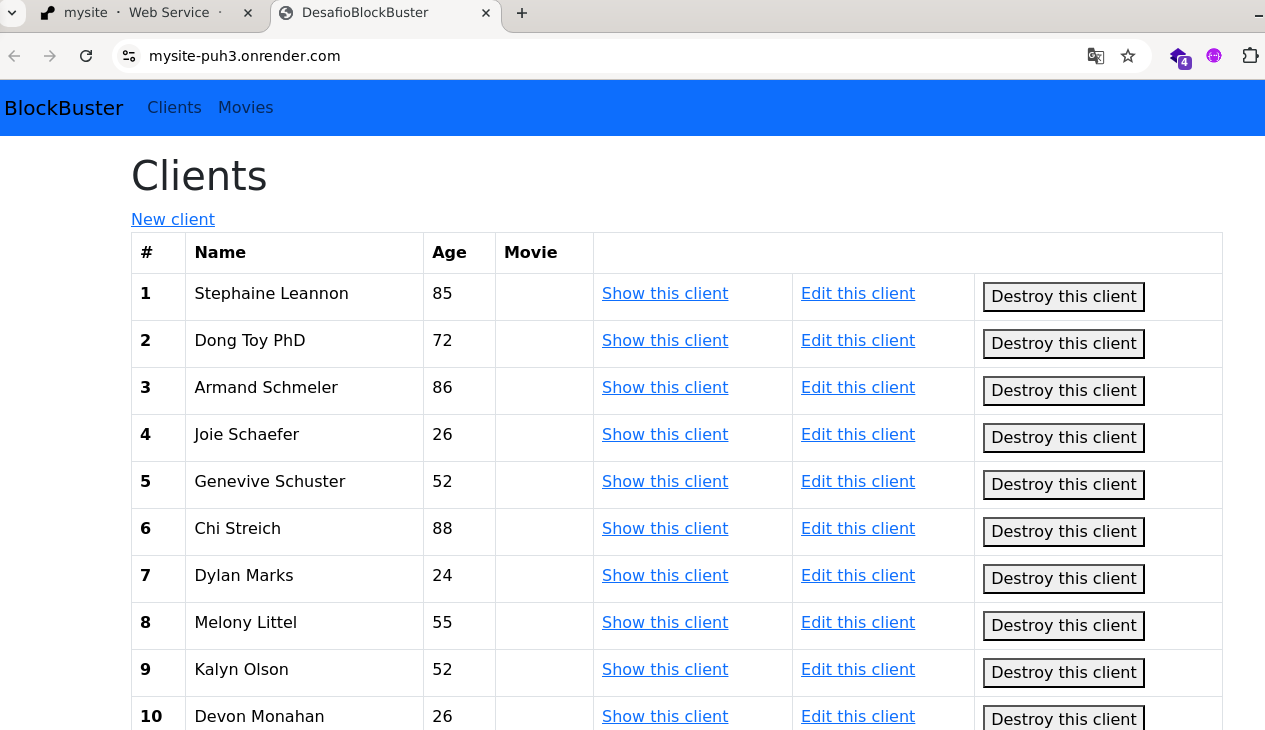 mysite · Web Service ·
DesafioBlockBuster
mysite-puh3.onrender.com
4
BlockBuster Clients Movies
Clients
New client
# Name Age Movie
1 Stephaine Leannon 85 Show this client Edit this client Destroy this client
2 Dong Toy PhD 72 Show this client Edit this client Destroy this client
3 Armand Schmeler 86 Show this client Edit this client Destroy this client
4 Joie Schaefer 26 Show this client Edit this client Destroy this client
5 Genevive Schuster 52 Show this client Edit this client Destroy this client
6 Chi Streich 88 Show this client Edit this client Destroy this client
7 Dylan Marks 24 Show this client Edit this client Destroy this client
8 Melony Littel 55 Show this client Edit this client Destroy this client
9 Kalyn Olson 52 Show this client Edit this client Destroy this client
10 Devon Monahan 26 Show this client Edit this client Destroy this client